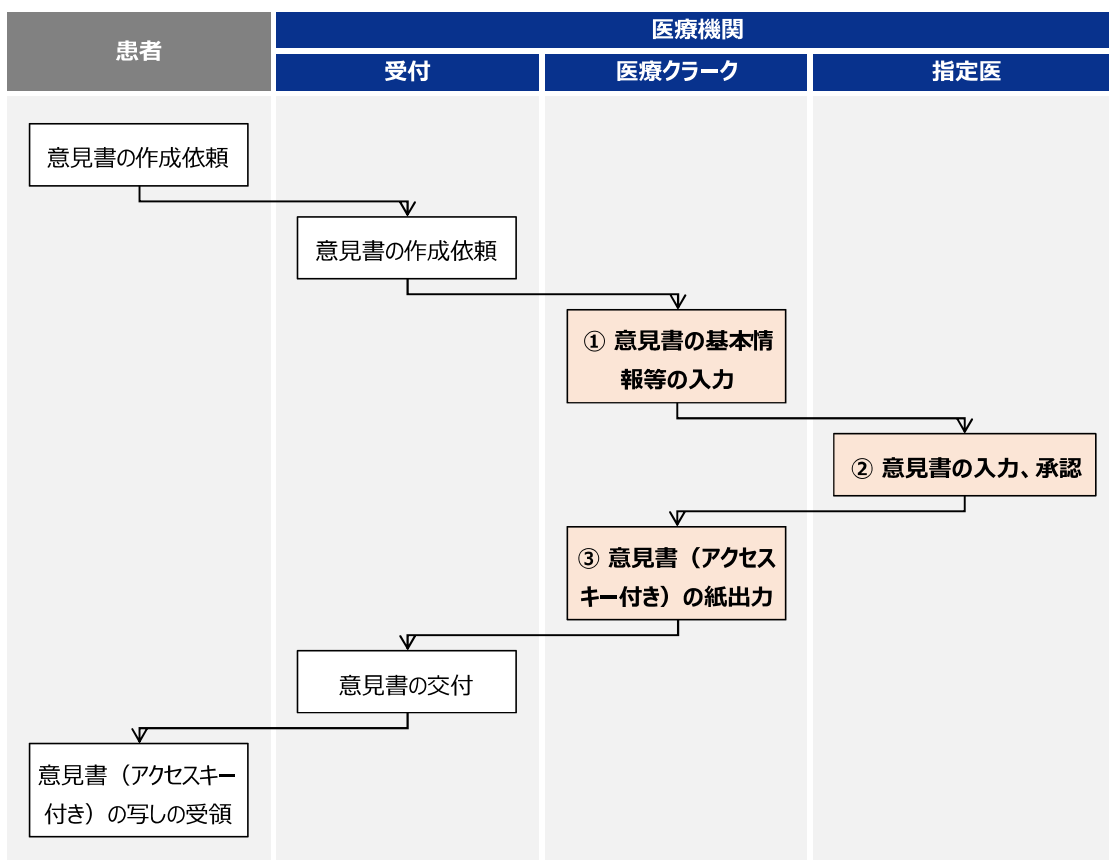 患者
医療機関
受付
医療クラーク
指定医
意見書の作成依頼
意見書の作成依頼
① 意見書の基本情
報等の入力
② 意見書の入力、承認
③ 意見書（アクセス
キー付き）の紙出力
意見書の交付
意見書（アクセスキー
付き）の写しの受領